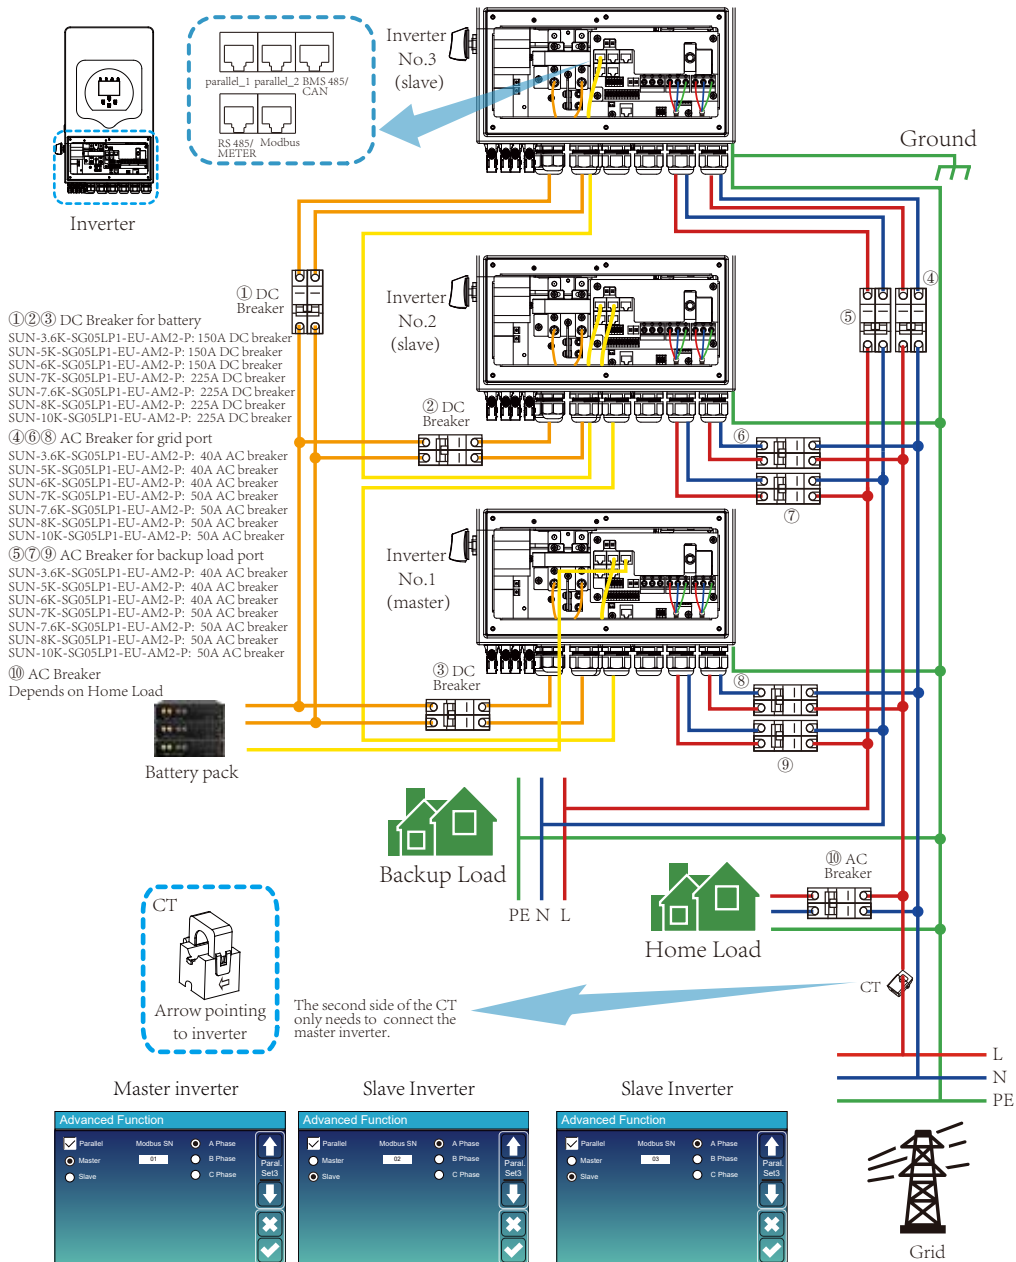 parallel_1 parallel_2 BMS 485/
CAN
RS 485/ Modbus
METER
Inverter
Inverter
No.3
(slave)
Ground
Inverter
No.2
(slave)
① DC
Breaker
④
⑤
①②③ DC Breaker for battery
SUN-3.6K-SG05LP1-EU-AM2-P: 150A DC breaker
SUN-5K-SG05LP1-EU-AM2-P: 150A DC breaker
SUN-6K-SG05LP1-EU-AM2-P: 150A DC breaker
SUN-7K-SG05LP1-EU-AM2-P: 225A DC breaker
SUN-7.6K-SG05LP1-EU-AM2-P: 225A DC breaker
SUN-8K-SG05LP1-EU-AM2-P: 225A DC breaker
SUN-10K-SG05LP1-EU-AM2-P: 225A DC breaker
④⑥⑧ AC Breaker for grid port
SUN-3.6K-SG05LP1-EU-AM2-P: 40A AC breaker
SUN-5K-SG05LP1-EU-AM2-P: 40A AC breaker
SUN-6K-SG05LP1-EU-AM2-P: 40A AC breaker
SUN-7K-SG05LP1-EU-AM2-P: 50A AC breaker
SUN-7.6K-SG05LP1-EU-AM2-P: 50A AC breaker
SUN-8K-SG05LP1-EU-AM2-P: 50A AC breaker
SUN-10K-SG05LP1-EU-AM2-P: 50A AC breaker
⑤⑦⑨ AC Breaker for backup load port
SUN-3.6K-SG05LP1-EU-AM2-P: 40A AC breaker
SUN-5K-SG05LP1-EU-AM2-P: 40A AC breaker
SUN-6K-SG05LP1-EU-AM2-P: 40A AC breaker
SUN-7K-SG05LP1-EU-AM2-P: 50A AC breaker
SUN-7.6K-SG05LP1-EU-AM2-P: 50A AC breaker
SUN-8K-SG05LP1-EU-AM2-P: 50A AC breaker
SUN-10K-SG05LP1-EU-AM2-P: 50A AC breaker
⑩ AC Breaker
Depends on Home Load
② DC
Breaker
⑥
⑦
Inverter
No.1
(master)
③ DC
Breaker
⑧
⑨
Battery pack
Backup Load
PE N L
⑩ AC
Breaker
Home Load
CT
CT
Arrow pointing
to inverter
The second side of the CT
only needs to connect the
master inverter.
L
N
PE
Grid
Master inverter
Advanced Function
Parallel Modbus SN A Phase
Master 01 B Phase
Slave C Phase
Paral.
Set3
Slave Inverter
Advanced Function
Parallel Modbus SN A Phase
Master 02 B Phase
Slave C Phase
Paral.
Set3
Slave Inverter
Advanced Function
Parallel Modbus SN A Phase
Master 03 B Phase
Slave C Phase
Paral.
Set3